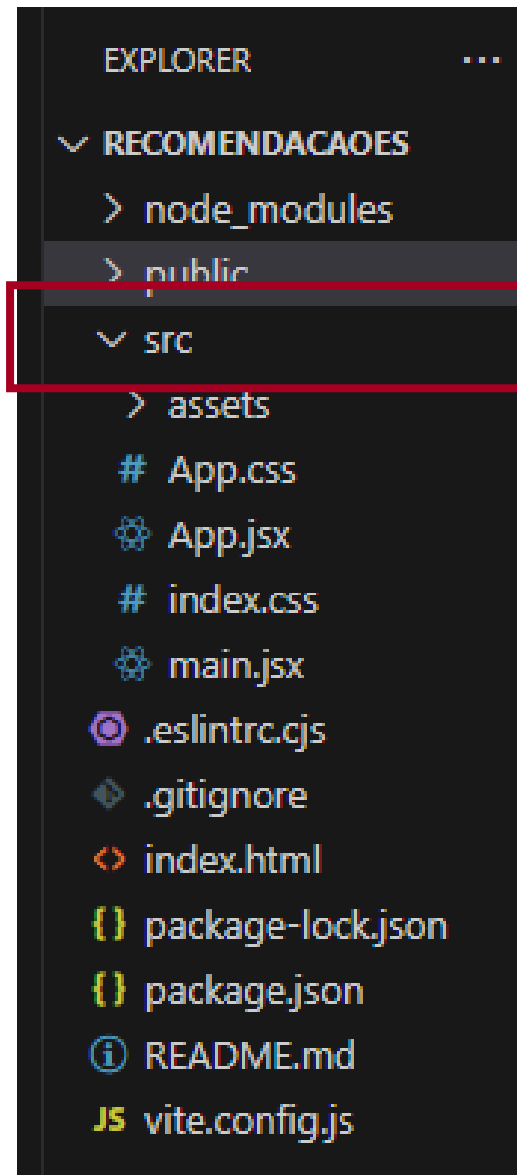 EXPLORER ...
RECOMENDACAOES
node_modules
public
src
assets
# App.css
App.jsx
# index.css
main.jsx
.eslintrc.cjs
.gitignore
<> index.html
{} package-lock.json
{} package.json
README.md
JS vite.config.js